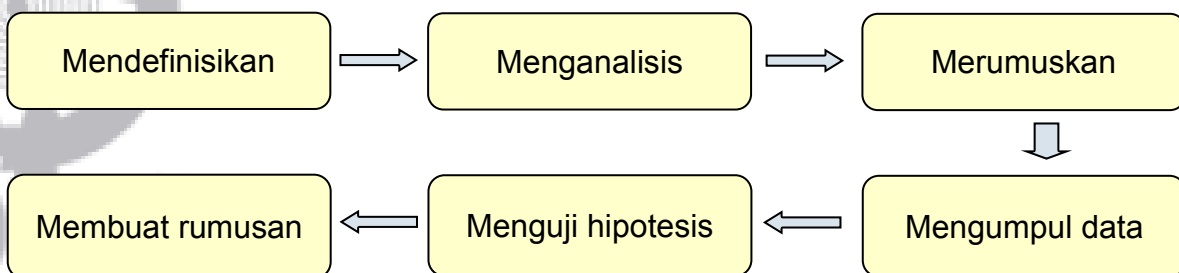 Mendefinisikan
Menganalisis
Merumuskan
Mengumpul data
Menguji hipotesis
Membuat rumusan